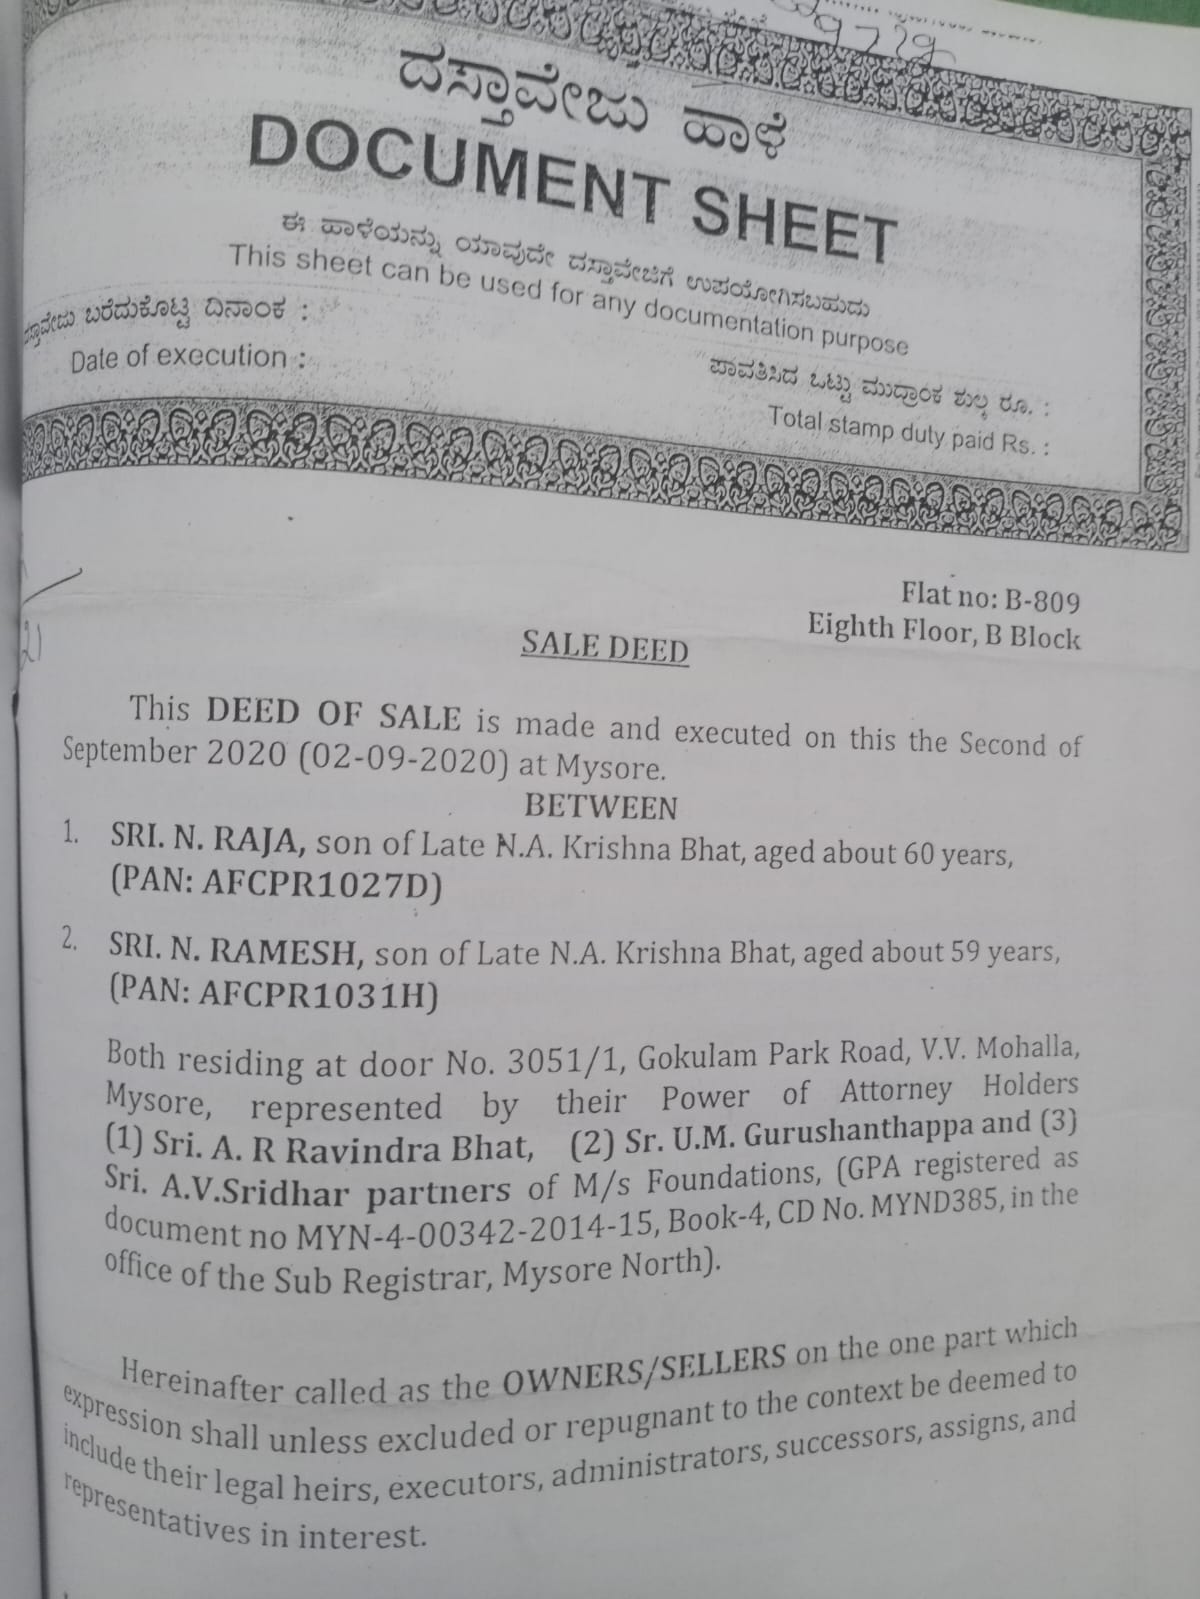 ದಸ್ತಾವೇಜು ಹಾಳೆ
DOCUMENT SHEET
ಈ ಹಾಳೆಯನ್ನು ಯಾವುದೇ ದಸ್ತಾವೇಜಿಗೆ ಉಪಯೋಗಿಸಬಹುದು
This sheet can be used for any documentation purpose
ಬರೆದುಕೊಟ್ಟ ದಿನಾಂಕ :
Date of execution :
ಪಾವತಿಸಿದ ಒಟ್ಟು ಮುದ್ರಾಂಕ ಶುಲ್ಕ ರೂ. :
Total stamp duty paid Rs. :
Flat no: B-809
Eighth Floor, B Block
SALE DEED
This DEED OF SALE is made and executed on this the Second of
September 2020 (02-09-2020) at Mysore.
BETWEEN
1. SRI. N. RAJA, son of Late N.A. Krishna Bhat, aged about 60 years,
(PAN: AFCPR1027D)
2. SRI. N. RAMESH, son of Late N.A. Krishna Bhat, aged about 59 years,
(PAN: AFCPR1031H)
Both residing at door No. 3051/1, Gokulam Park Road, V.V. Mohalla,
Mysore, represented by their Power of Attorney Holders
(1) Sri. A. R Ravindra Bhat, (2) Sr. U.M. Gurushanthappa and (3)
Sri. A.V.Sridhar partners of M/s Foundations, (GPA registered as
document no MYN-4-00342-2014-15, Book-4, CD No. MYND385, in the
office of the Sub Registrar, Mysore North).
Hereinafter called as the OWNERS/SELLERS on the one part which
expression shall unless excluded or repugnant to the context be deemed to
include their legal heirs, executors, administrators, successors, assigns, and
representatives in interest.